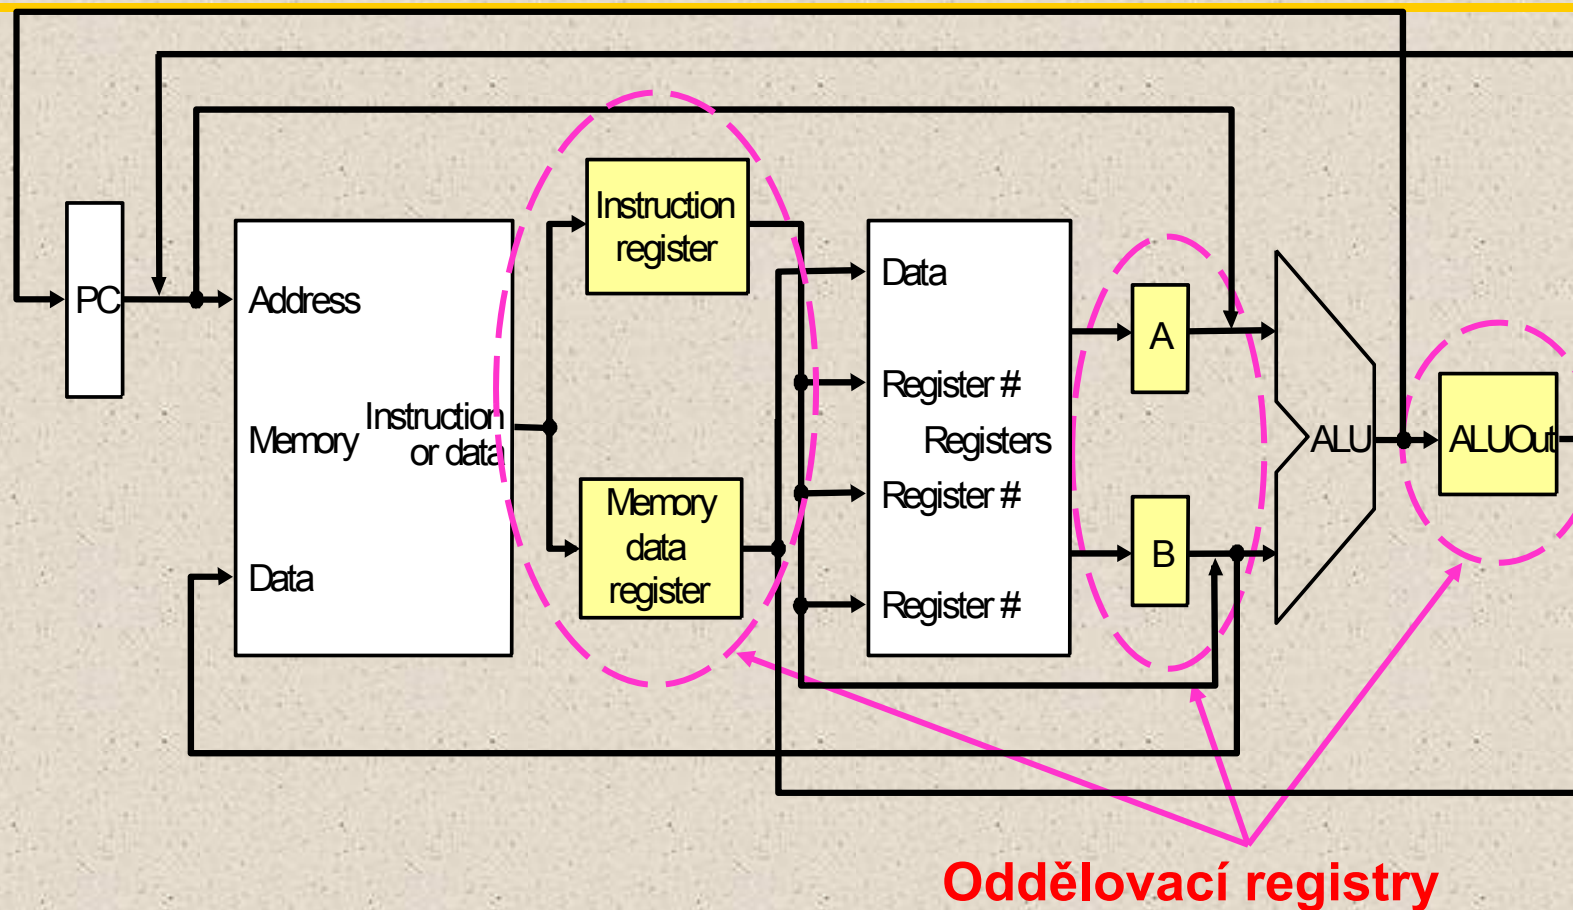 PC
Address
Memory
Instruction
or data
Data
Instruction
register
Memory
data
register
Data
Register #
Registers
Register #
Register #
A
B
ALU
ALUOut
Oddělovací registry